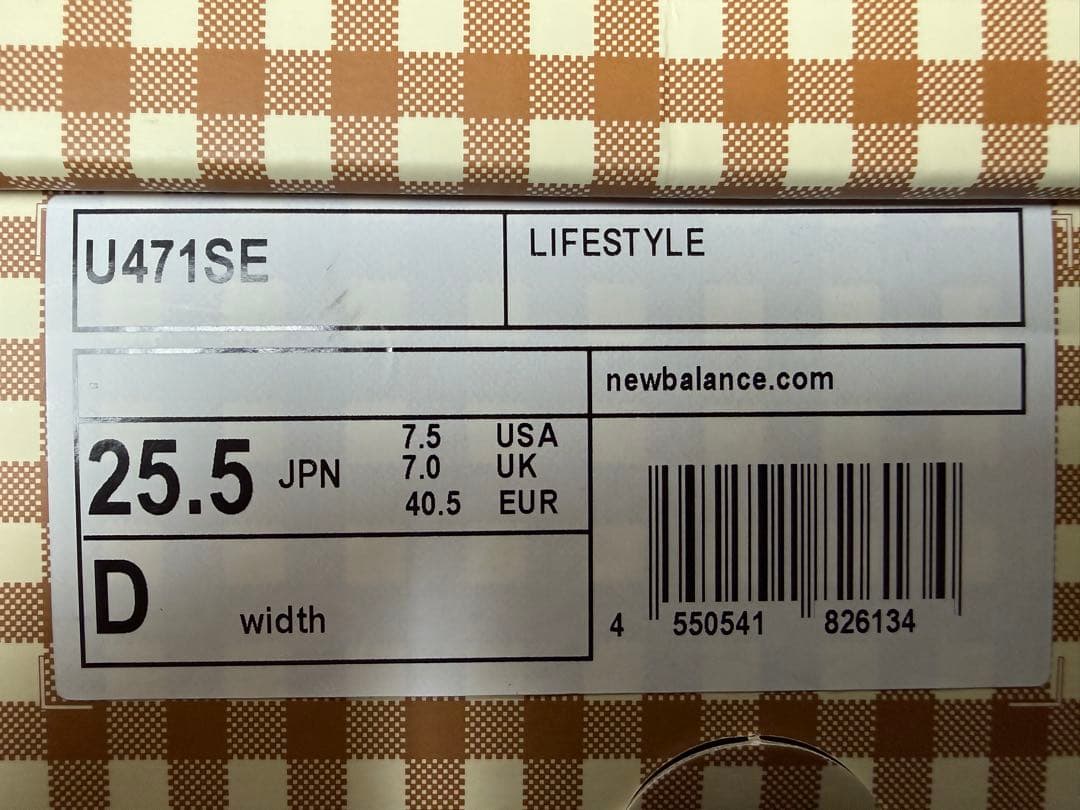 U471SE
LIFESTYLE
newbalance.com
25.5 JPN
7.5 USA
7.0 UK
40.5 EUR
D width
4 550541 826134